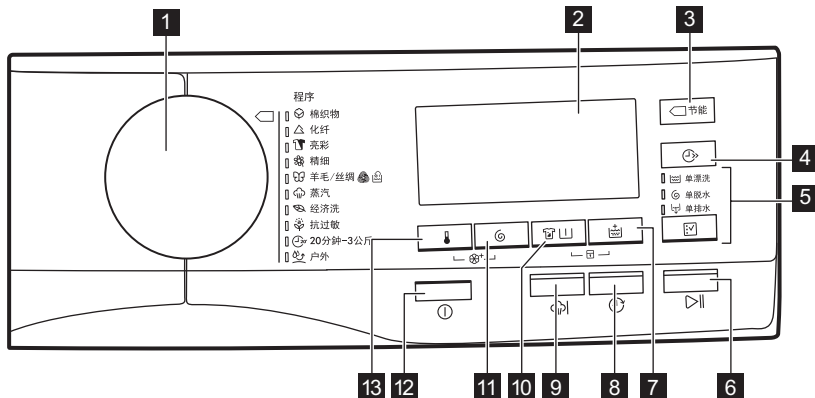 1
2
3
程序
棉织物
化纤
亮彩
精细
羊毛/丝绸
蒸汽
经济洗
抗过敏
20分钟-3公斤
户外
节能
4
单漂洗
单脱水
单排水
5
13
12
11
10
9
8
7
6